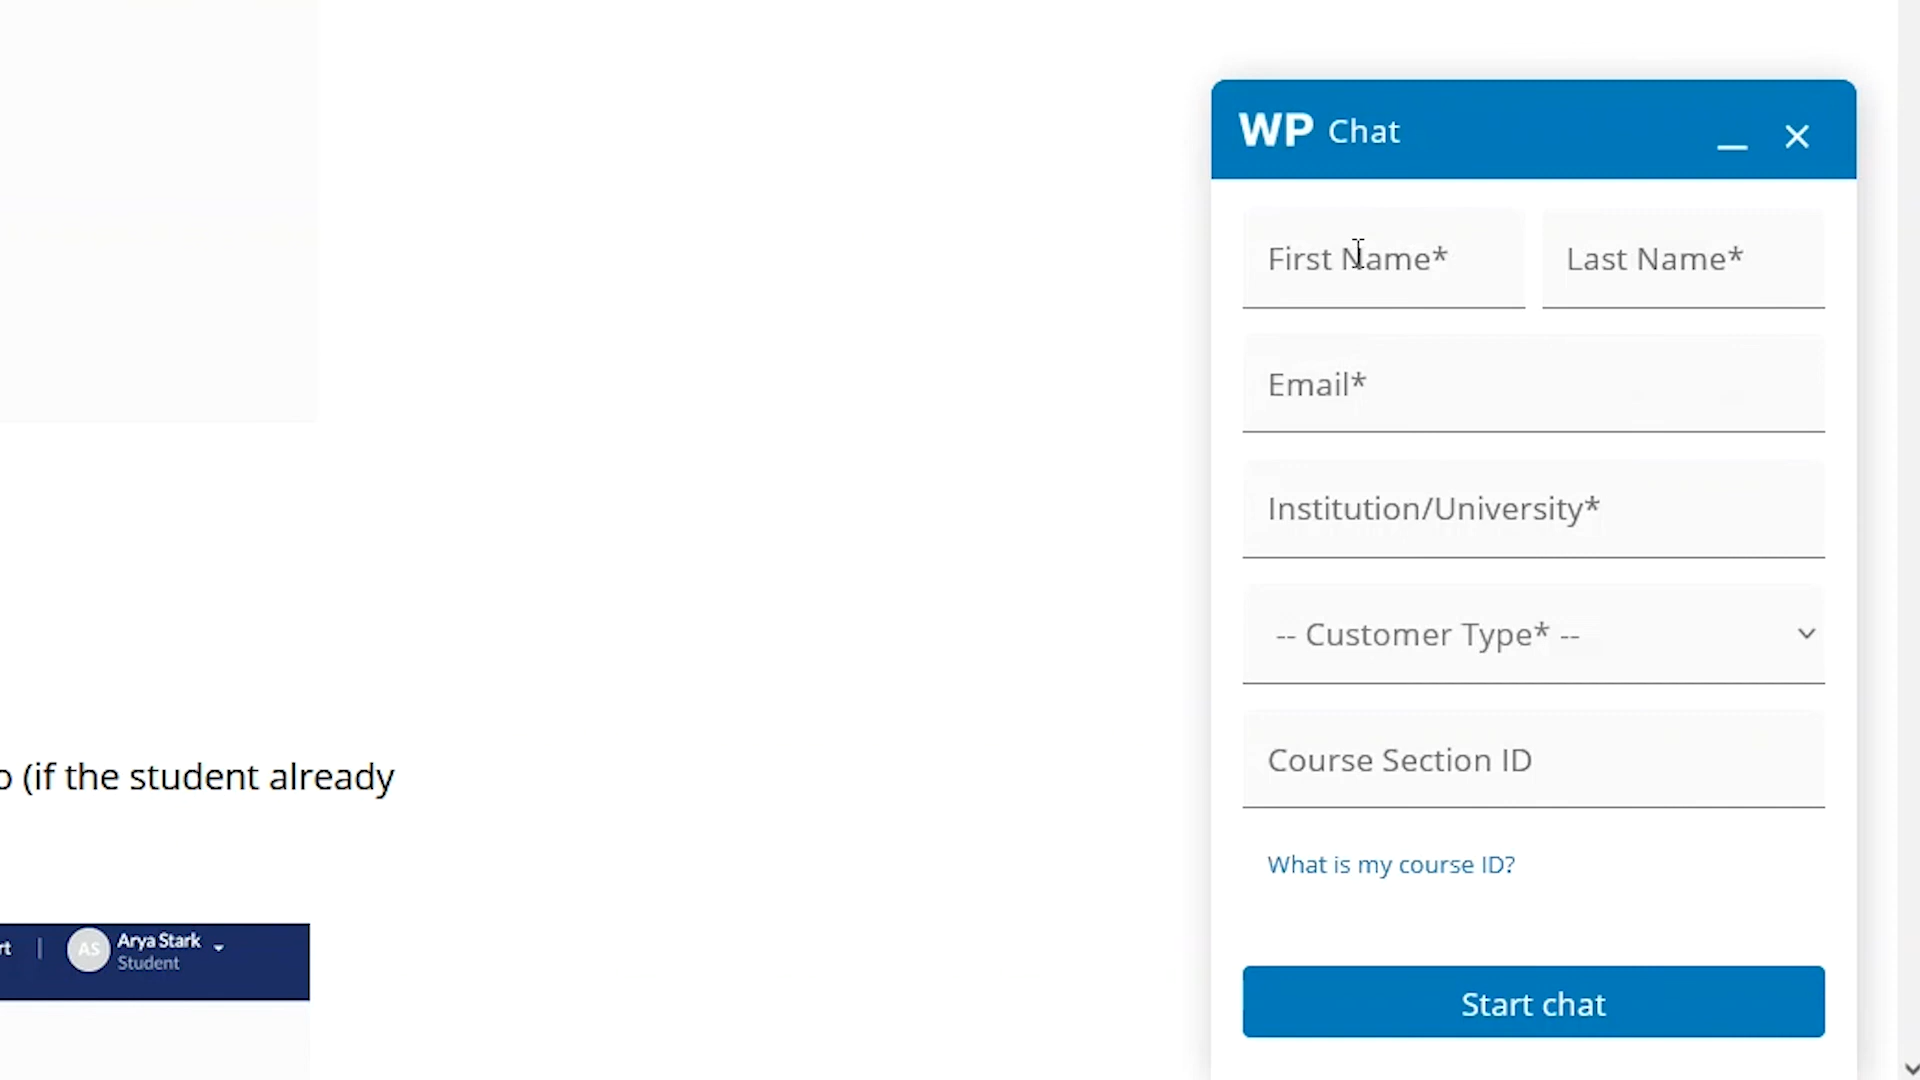 WP Chat
First Name*
Last Name*
Email*
Institution/University*
-- Customer Type* --
Course Section ID
What is my course ID?
Start chat
(if the student already
AS
Arya Stark
Student